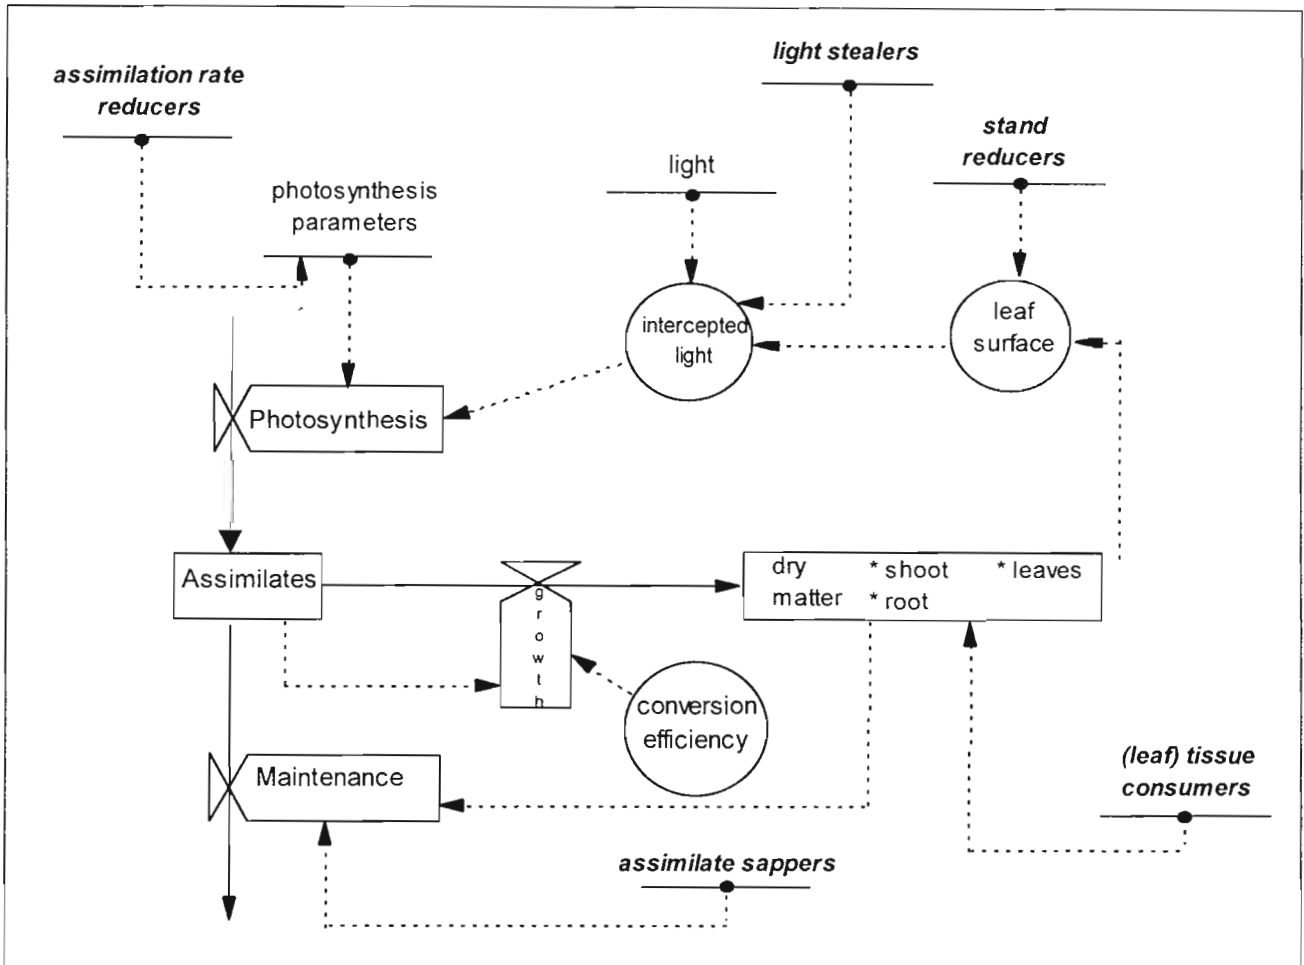 light stealers
assimilation rate
reducers
stand
reducers
light
photosynthesis
parameters
intercepted
light
leaf
surface
Photosynthesis
Assimilates
growth
dry * shoot * leaves
matter * root
conversion
efficiency
Maintenance
(leaf) tissue
consumers
assimilate sappers